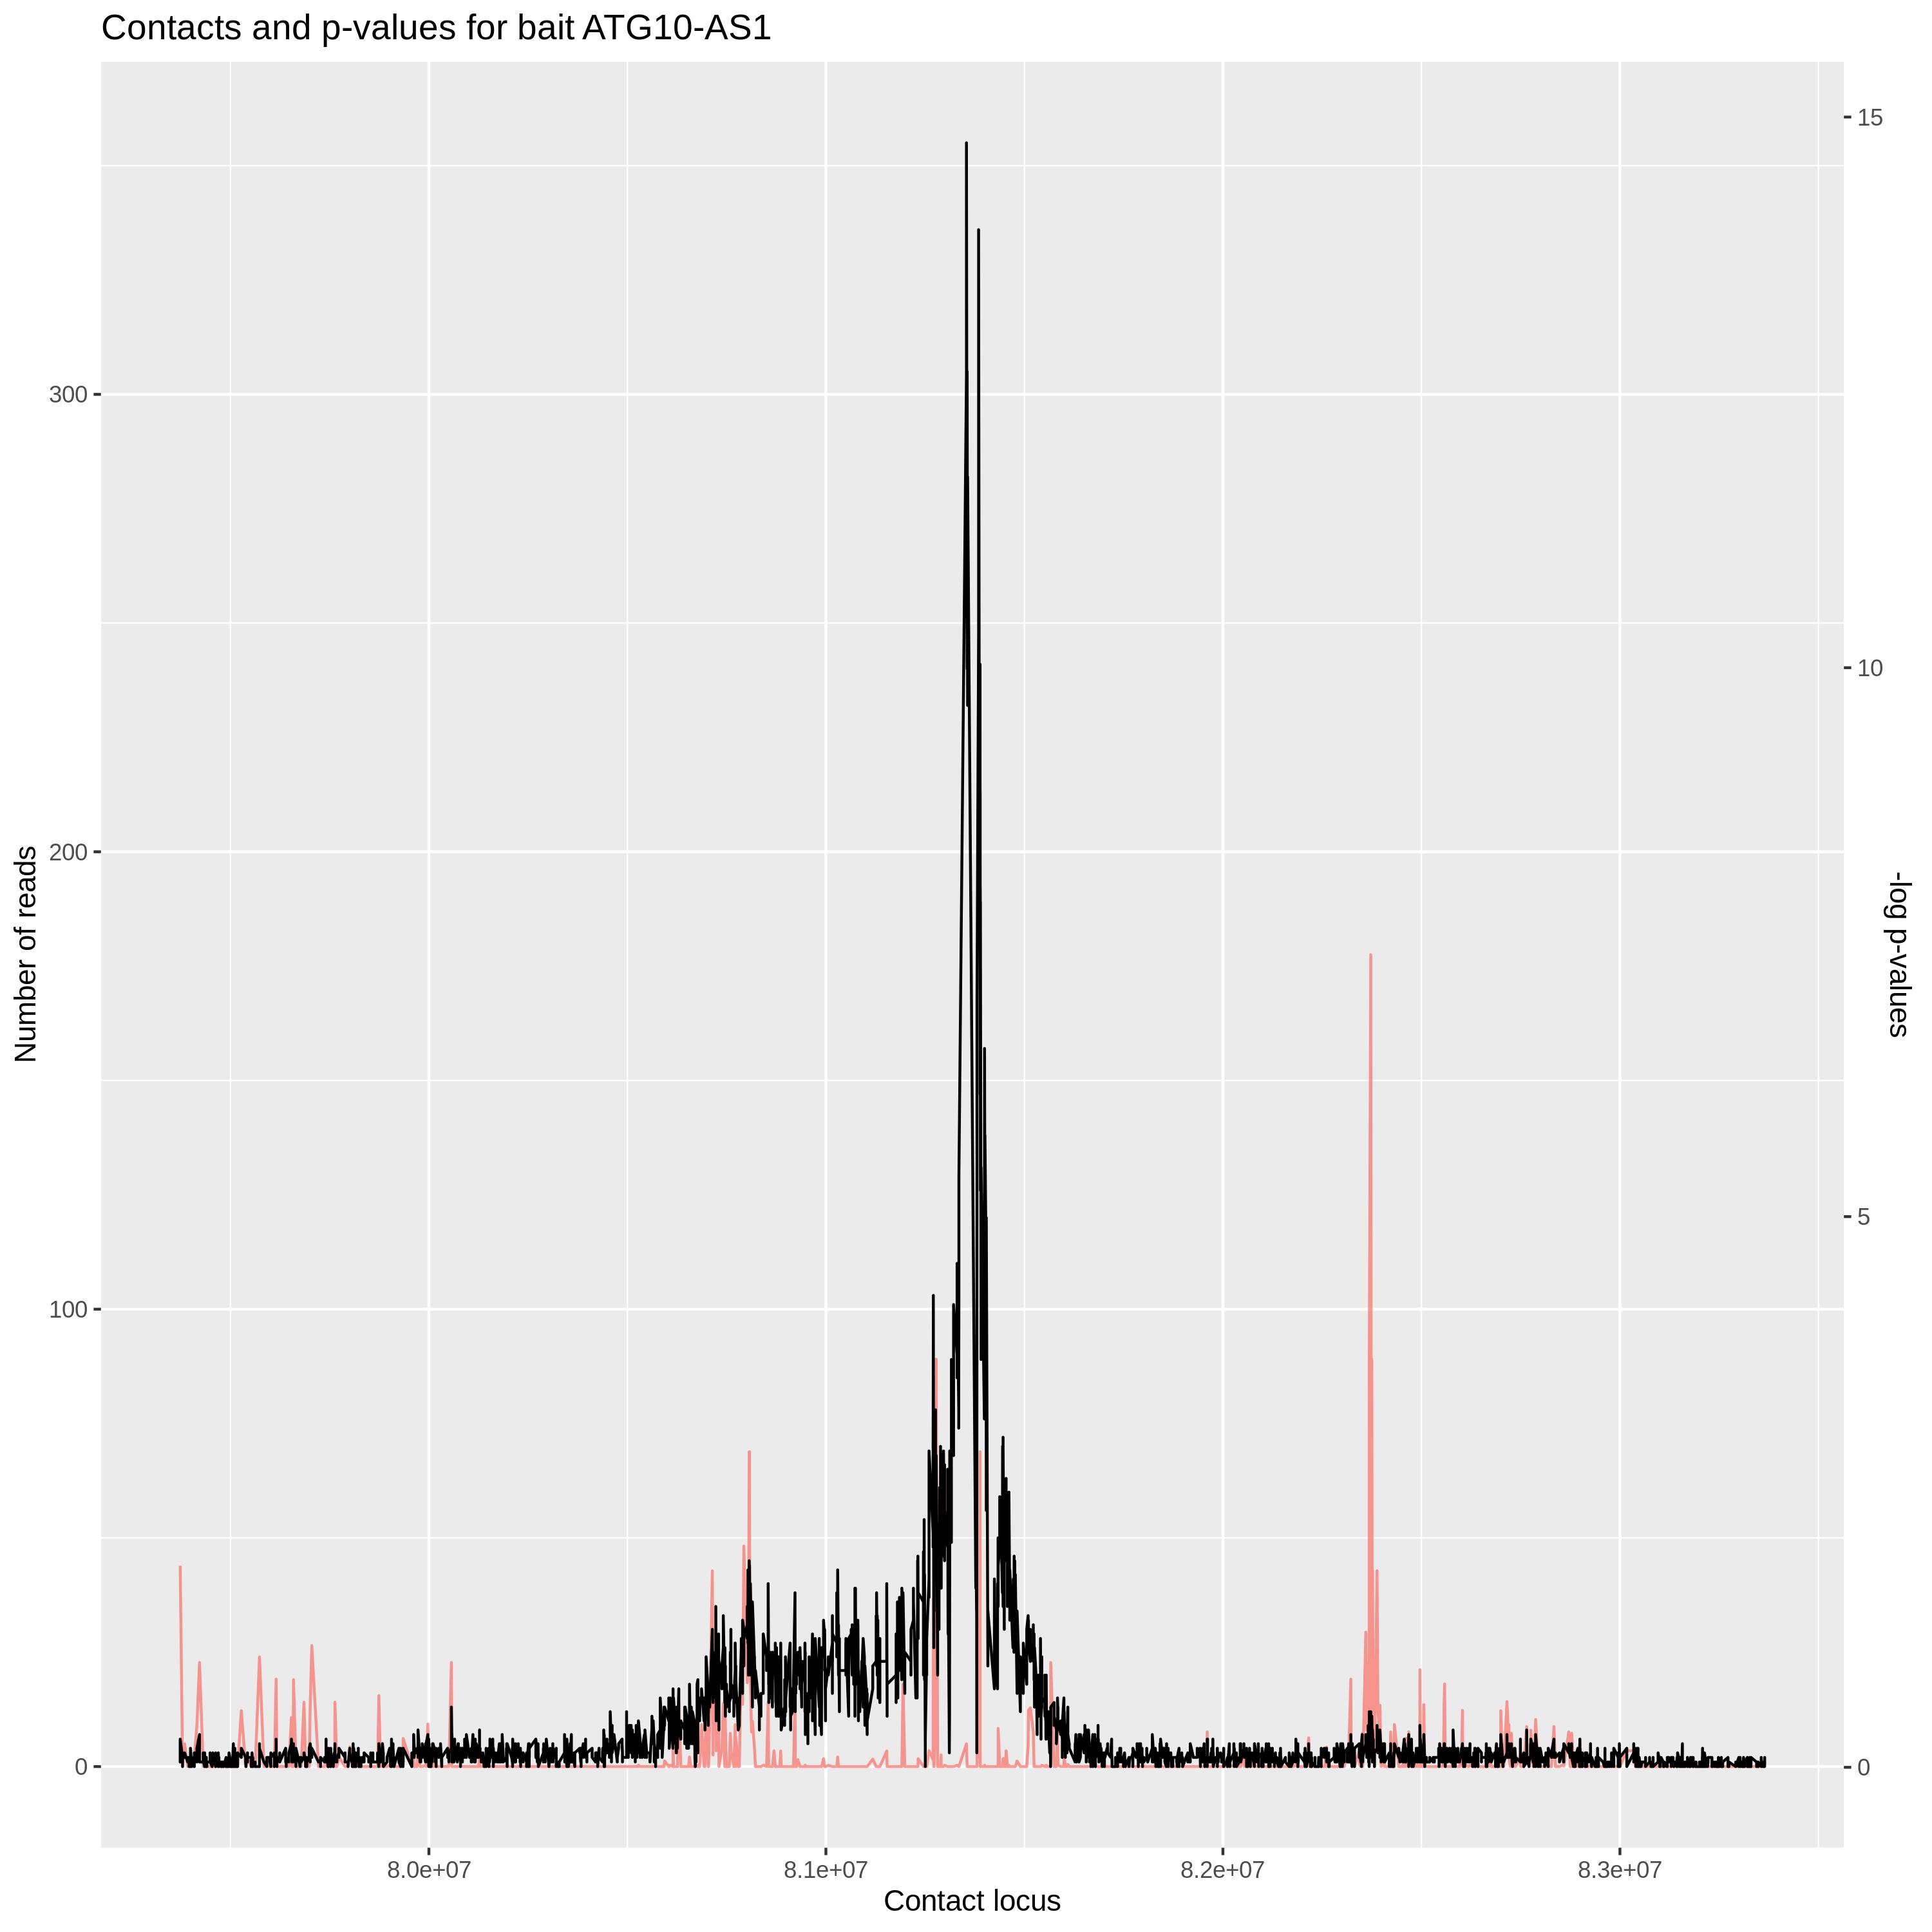 Contacts and p-values for bait ATG10-AS1
15
300
10
200
Number of reads
-log p-values
5
100
0
0
8.0e+07
8.1e+07
8.2e+07
8.3e+07
Contact locus